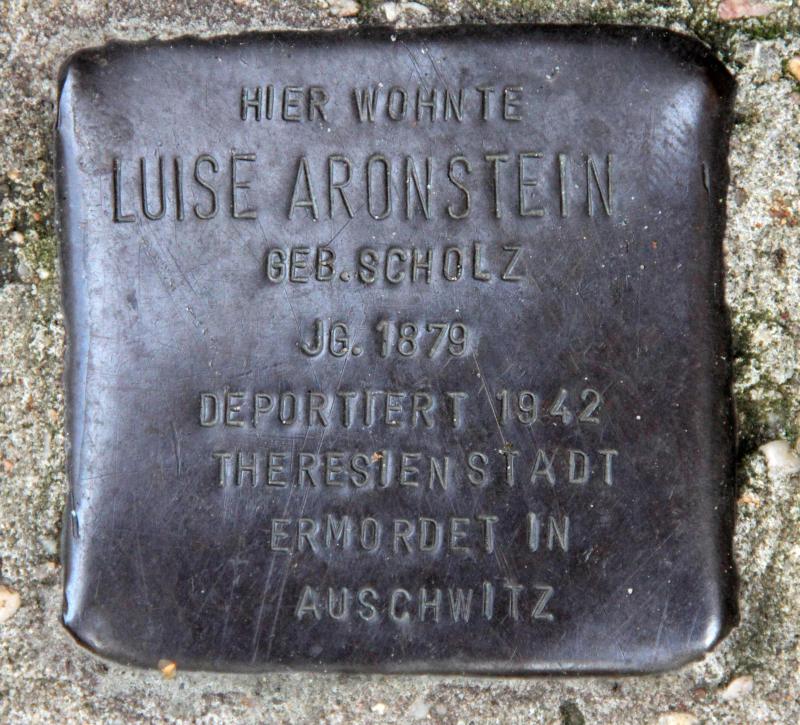 HIER WOHNTE
LUISE ARONSTEIN
GEB. SCHOLZ
JG. 1879
DEPORTIERT 1942
THERESIENSTADT
ERMORDET IN
AUSCHWITZ